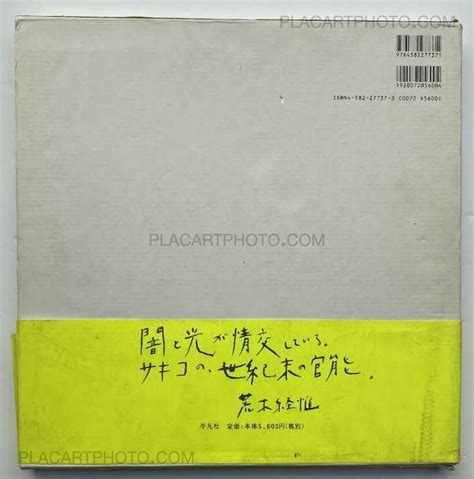 PLACARTPHOTO.COM
9784582277371
1920072056004
ISBN4-582-27737-3 C0072 ¥5600E
PLACARTPHOTO.COM
闇と光が情交している。
サキコの、世紀末の官能と。
荒木経惟
平凡社 定価:本体5,600円(税別)
PLACARTPHOTO.COM